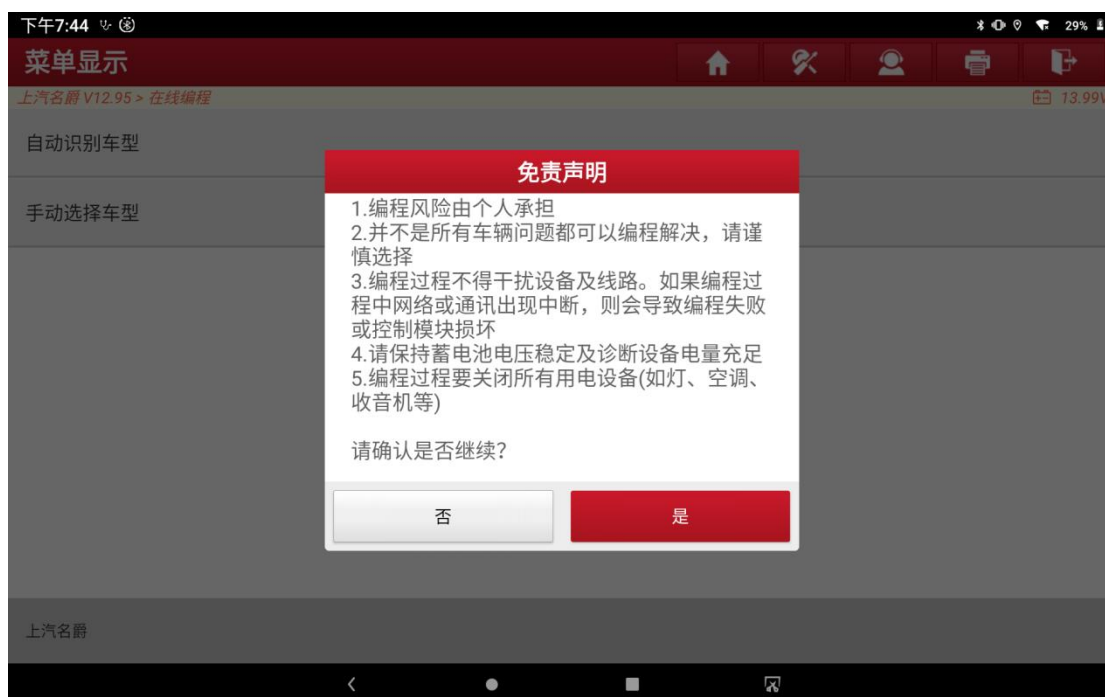 下午7:44
29%
菜单显示
上汽名爵 V12.95 > 在线编程
13.99V
自动识别车型
手动选择车型
免责声明
1.编程风险由个人承担
2.并不是所有车辆问题都可以编程解决，请谨
慎选择
3.编程过程不得干扰设备及线路。如果编程过
程中网络或通讯出现中断，则会导致编程失败
或控制模块损坏
4.请保持蓄电池电压稳定及诊断设备电量充足
5.编程过程要关闭所有用电设备(如灯、空调、
收音机等)
请确认是否继续?
否
是
上汽名爵